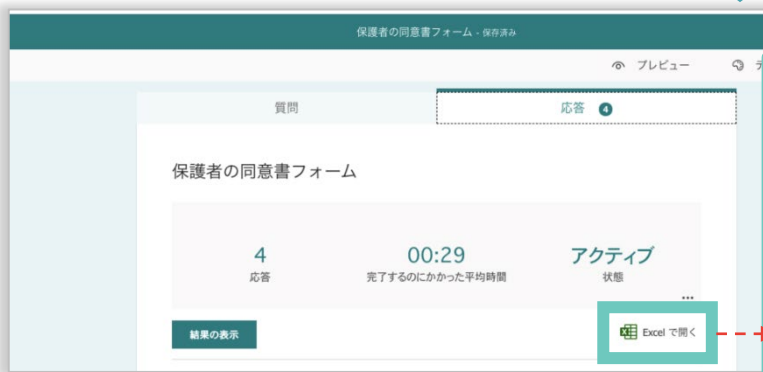 保護者の同意書フォーム - 保存済み
プレビュー
質問
応答 4
保護者の同意書フォーム
4
応答
00:29
完了するのにかかった平均時間
アクティブ
状態
結果の表示
Excel で開く